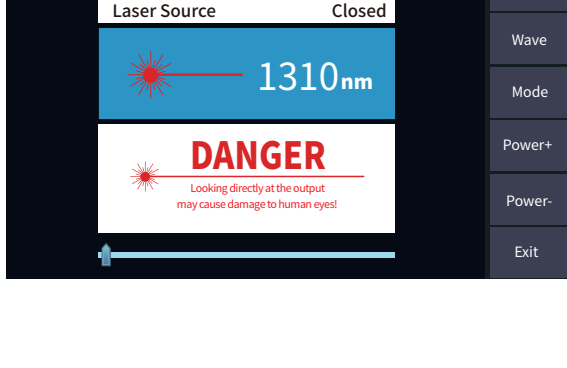 Laser Source Closed
1310nm
DANGER
Looking directly at the output
may cause damage to human eyes!
Wave
Mode
Power+
Power-
Exit